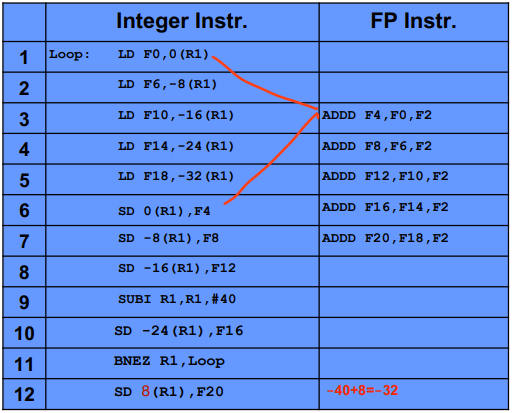 Integer Instr. FP Instr.
1 Loop: LD F0,0(R1)
2 LD F6,-8(R1)
3 LD F10,-16(R1) ADDD F4,F0,F2
4 LD F14,-24(R1) ADDD F8,F6,F2
5 LD F18,-32(R1) ADDD F12,F10,F2
6 SD 0(R1),F4 ADDD F16,F14,F2
7 SD -8(R1),F8 ADDD F20,F18,F2
8 SD -16(R1),F12
9 SUBI R1,R1,#40
10 SD -24(R1),F16
11 BNEZ R1,Loop
12 SD 8(R1),F20 -40+8=-32